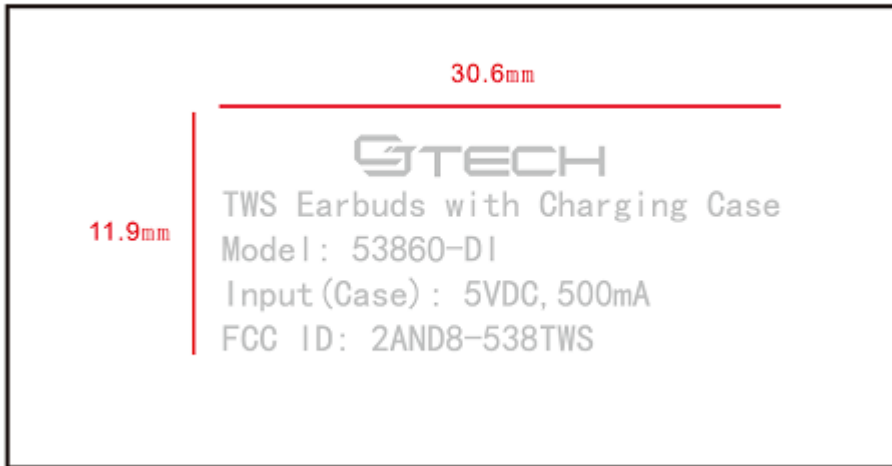 30.6mm
CJTECH
11.9mm
TWS Earbuds with Charging Case
Model: 53860-DI
Input(Case): 5VDC,500mA
FCC ID: 2AND8-538TWS